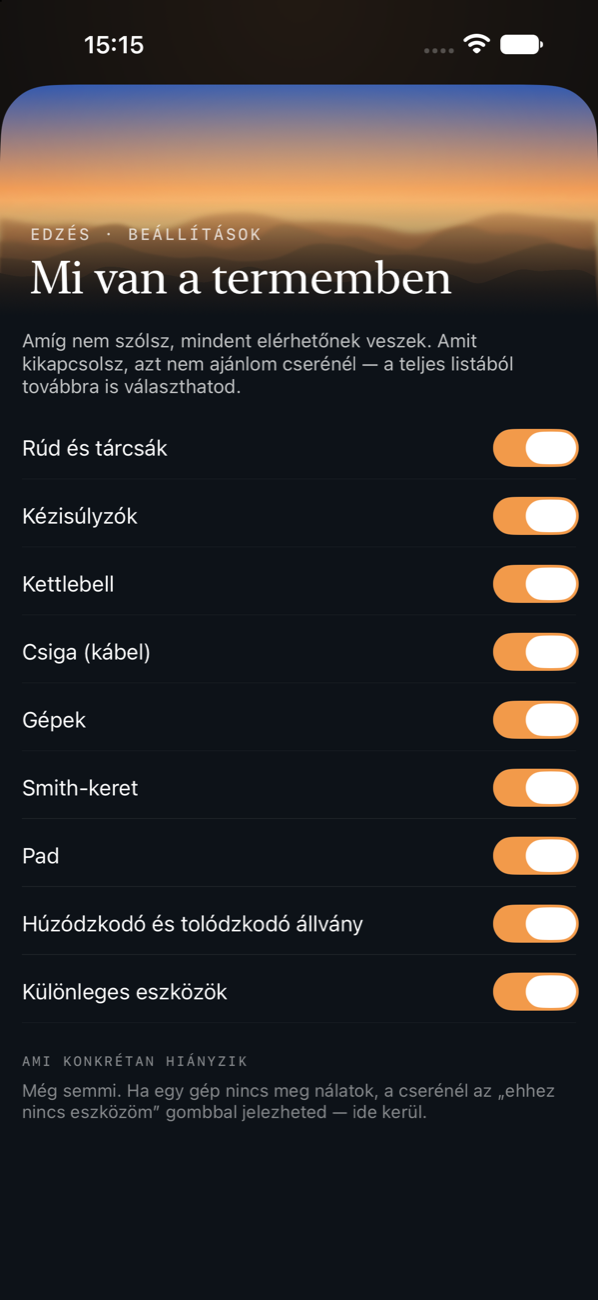 15:15
EDZÉS · BEÁLLÍTÁSOK
Mi van a termemben
Amíg nem szólsz, mindent elérhetőnek veszek. Amit
kikapcsolsz, azt nem ajánlom cserénél — a teljes listából
továbbra is választhatod.
Rúd és tárcsák
Kézisúlyzók
Kettlebell
Csiga (kábel)
Gépek
Smith-keret
Pad
Húzódzkodó és tolódzkodó állvány
Különleges eszközök
AMI KONKRÉTAN HIÁNYZIK
Még semmi. Ha egy gép nincs meg nálatok, a cserénél az „ehhez
nincs eszközöm” gombbal jelezheted — ide kerül.